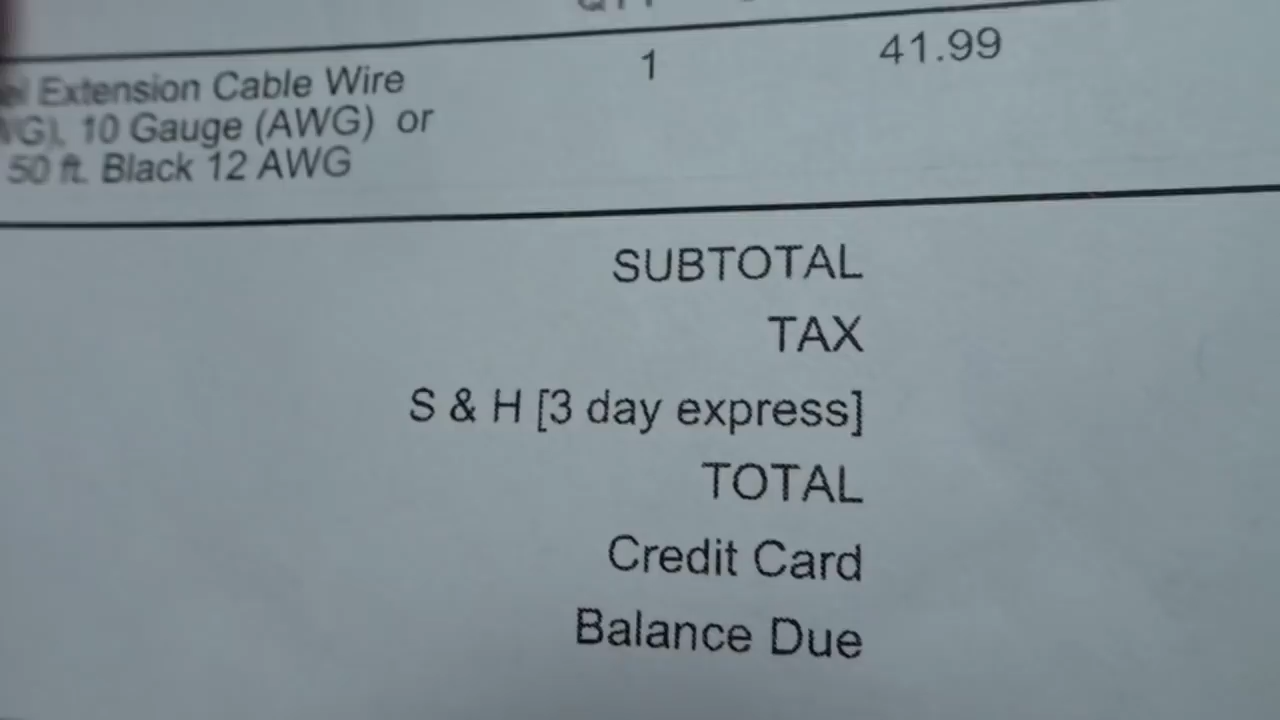 QTY
1 41.99
Extension Cable Wire
10 Gauge (AWG) or
50 ft. Black 12 AWG
SUBTOTAL
TAX
S & H [3 day express]
TOTAL
Credit Card
Balance Due